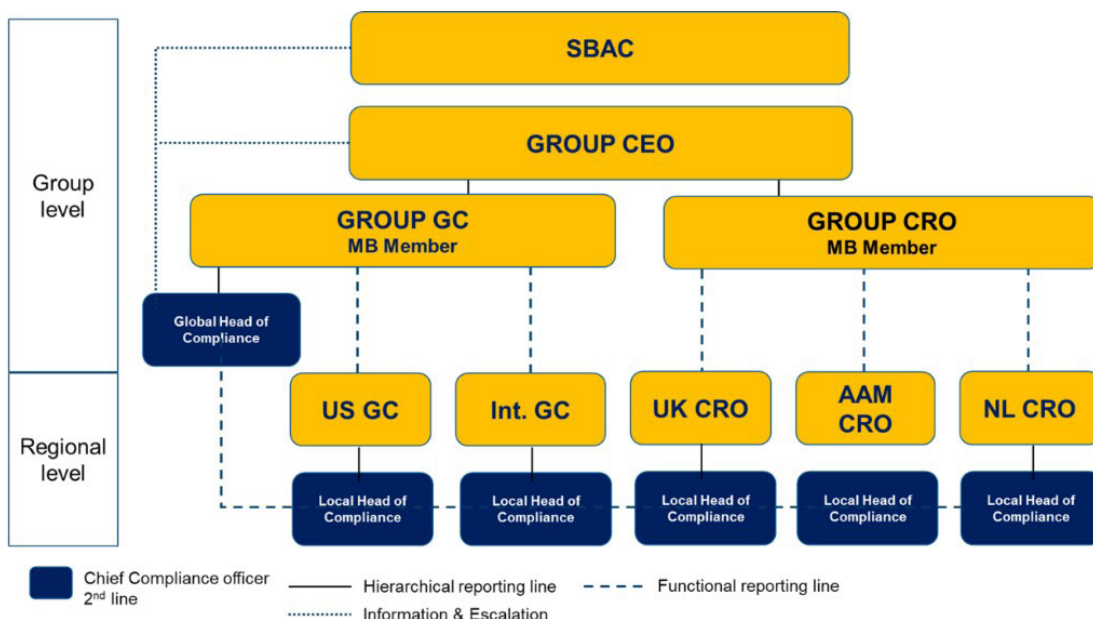 SBAC
GROUP CEO
Group
level
GROUP GC
MB Member
GROUP CRO
MB Member
Global Head of
Compliance
Regional
level
US GC
Int. GC
UK CRO
AAM
CRO
NL CRO
Local Head of
Compliance
Local Head of
Compliance
Local Head of
Compliance
Local Head of
Compliance
Local Head of
Compliance
Chief Compliance officer
2nd line
Hierarchical reporting line
Functional reporting line
Information & Escalation